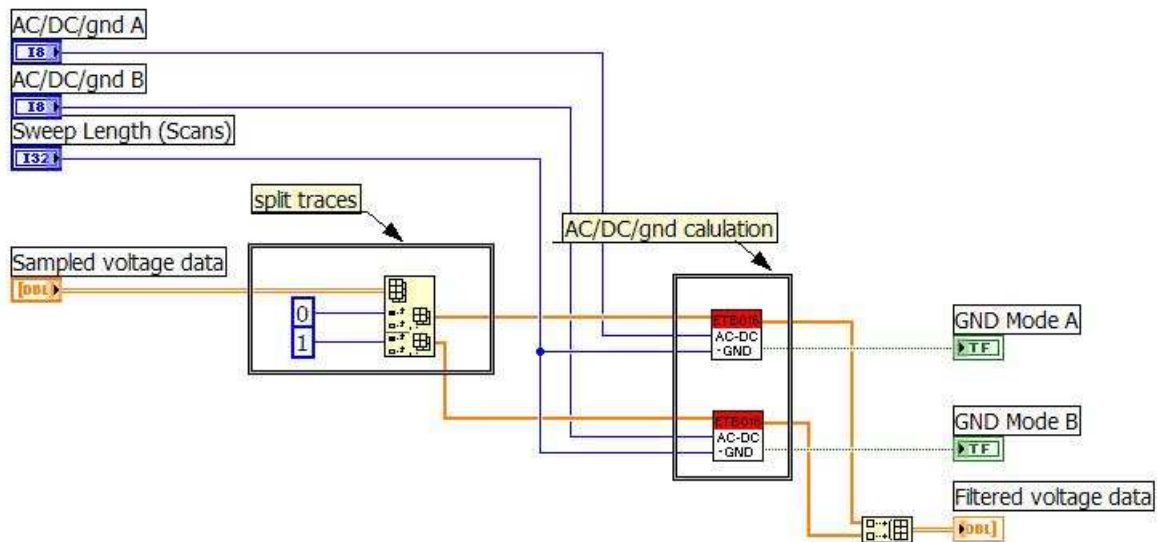 AC/DC/gnd A
I8
AC/DC/gnd B
I8
Sweep Length (Scans)
I32
split traces
AC/DC/gnd calulation
Sampled voltage data
[DBL]
0
1
ETB016
AC-DC
-GND
GND Mode A
TF
ETB016
AC-DC
-GND
GND Mode B
TF
Filtered voltage data
[DBL]